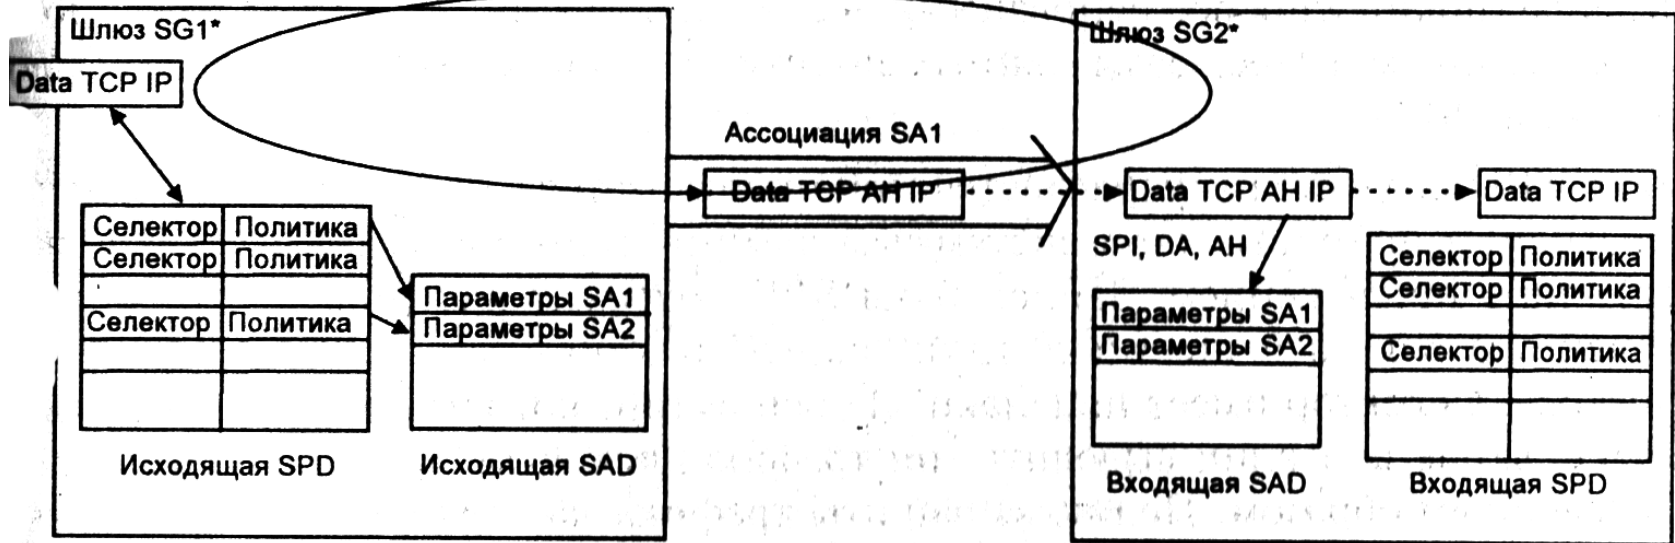 Шлюз SG1*
Data TCP IP
Селектор Политика
Селектор Политика
Селектор Политика
Параметры SA1
Параметры SA2
Исходящая SPD
Исходящая SAD
Ассоциация SA1
Data TCP AH IP
Шлюз SG2*
Data TCP AH IP
Data TCP IP
SPI, DA, AH
Параметры SA1
Параметры SA2
Селектор Политика
Селектор Политика
Селектор Политика
Входящая SAD
Входящая SPD